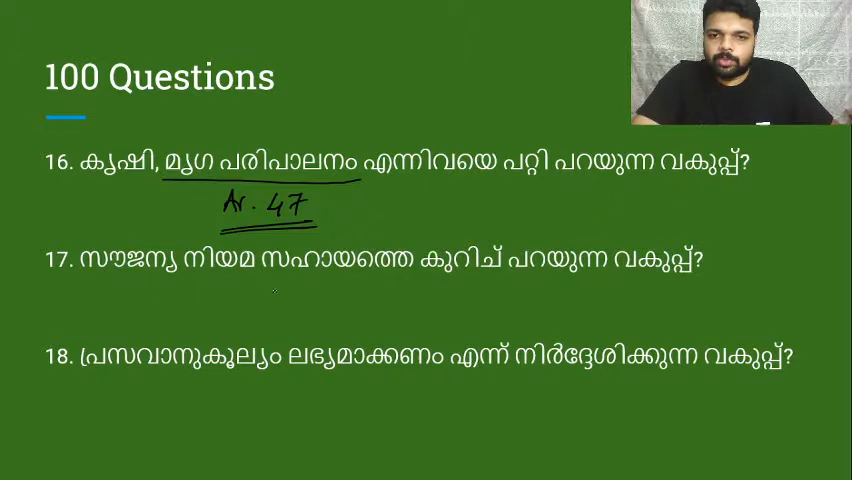 100 Questions
16. കൃഷി, മൃഗ പരിപാലനം എന്നിവയെ പറ്റി പറയുന്ന വകുപ്പ്?
Ar. 47
17. സൗജന്യ നിയമ സഹായത്തെ കുറിച് പറയുന്ന വകുപ്പ്?
18. പ്രസവാനുകൂല്യം ലഭ്യമാക്കണം എന്ന് നിർദ്ദേശിക്കുന്ന വകുപ്പ്?